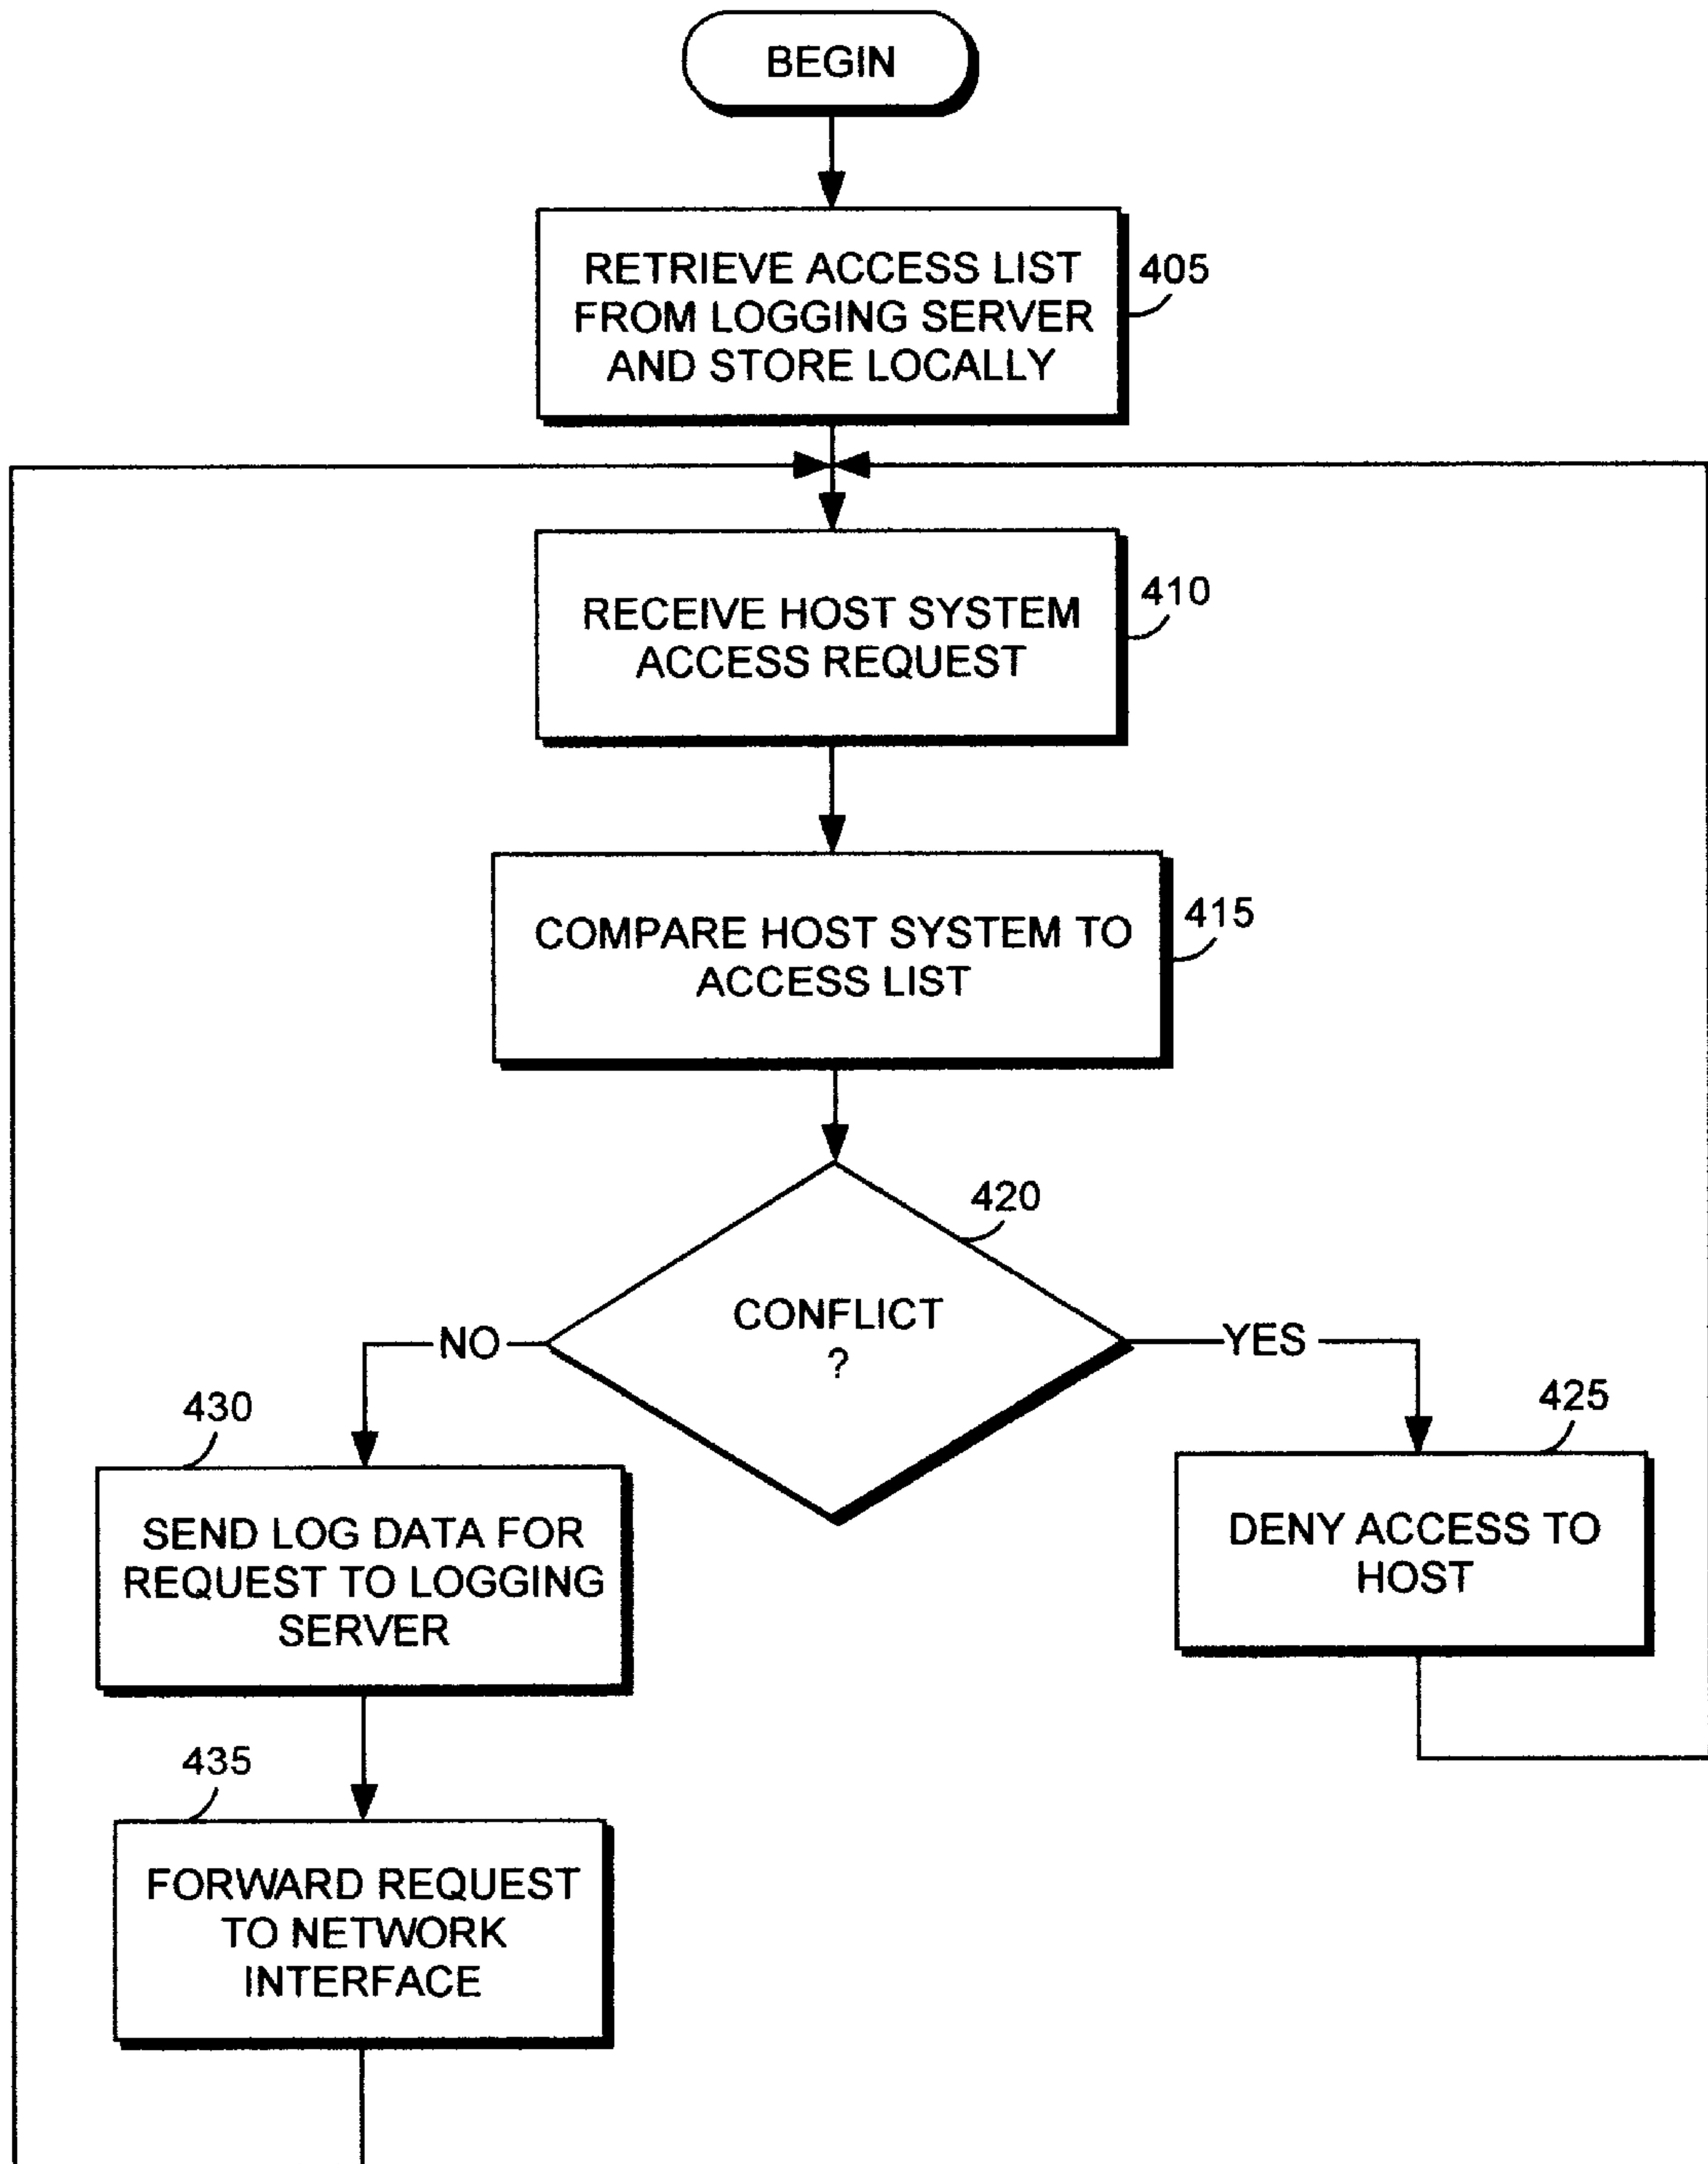 BEGIN
RETRIEVE ACCESS LIST
FROM LOGGING SERVER
AND STORE LOCALLY
405
RECEIVE HOST SYSTEM
ACCESS REQUEST
410
COMPARE HOST SYSTEM TO
ACCESS LIST
415
420
CONFLICT
?
NO
YES
430
SEND LOG DATA FOR
REQUEST TO LOGGING
SERVER
425
DENY ACCESS TO
HOST
435
FORWARD REQUEST
TO NETWORK
INTERFACE